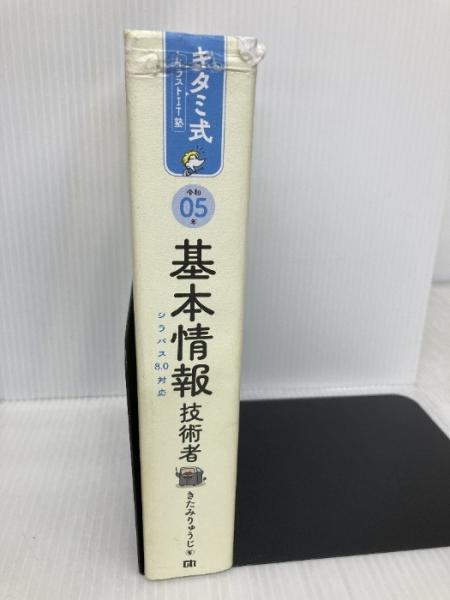 キタミ式
イラストIT塾
令和
05
年
基本情報
技術者
シラバス8.0対応
きたみりゅうじ 著